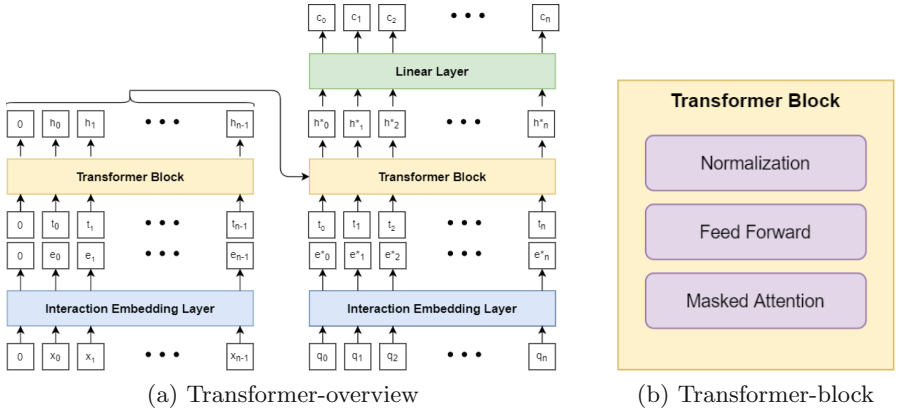 c₀ c₁ c₂ • • • cₙ
Linear Layer
0 h₀ h₁ • • • hₙ₋₁
h*₀ h*₁ h*₂ • • • h*ₙ
Transformer Block
Transformer Block
0 t₀ t₁ • • • tₙ₋₁
t₀ t₁ t₂ • • • tₙ
0 e₀ e₁ • • • eₙ₋₁
e*₀ e*₁ e*₂ • • • e*ₙ
Interaction Embedding Layer
Interaction Embedding Layer
0 x₀ x₁ • • • xₙ₋₁
q₀ q₁ q₂ • • • qₙ
(a) Transformer-overview
Transformer Block
Normalization
Feed Forward
Masked Attention
(b) Transformer-block